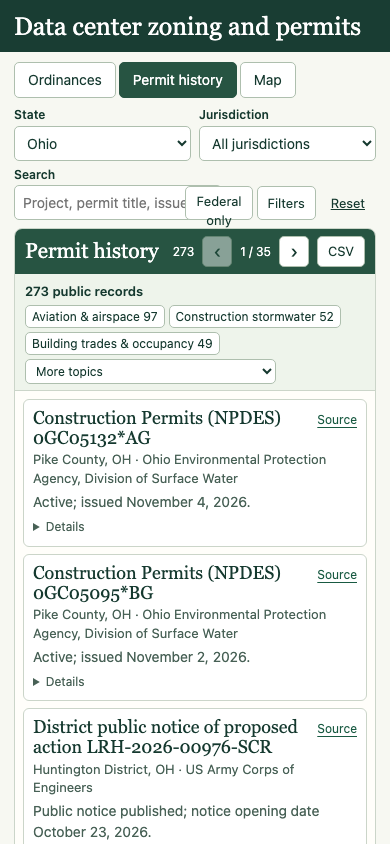 Data center zoning and permits
Ordinances
Permit history
Map
State
Jurisdiction
Ohio
All jurisdictions
Search
Project, permit title, issue
Federal only
Filters
Reset
Permit history
273
‹
1 / 35
›
CSV
273 public records
Aviation & airspace 97
Construction stormwater 52
Building trades & occupancy 49
More topics
Construction Permits (NPDES)
0GC05132*AG
Source
Pike County, OH · Ohio Environmental Protection
Agency, Division of Surface Water
Active; issued November 4, 2026.
Details
Construction Permits (NPDES)
0GC05095*BG
Source
Pike County, OH · Ohio Environmental Protection
Agency, Division of Surface Water
Active; issued November 2, 2026.
Details
District public notice of proposed
action LRH-2026-00976-SCR
Source
Huntington District, OH · US Army Corps of
Engineers
Public notice published; notice opening date
October 23, 2026.